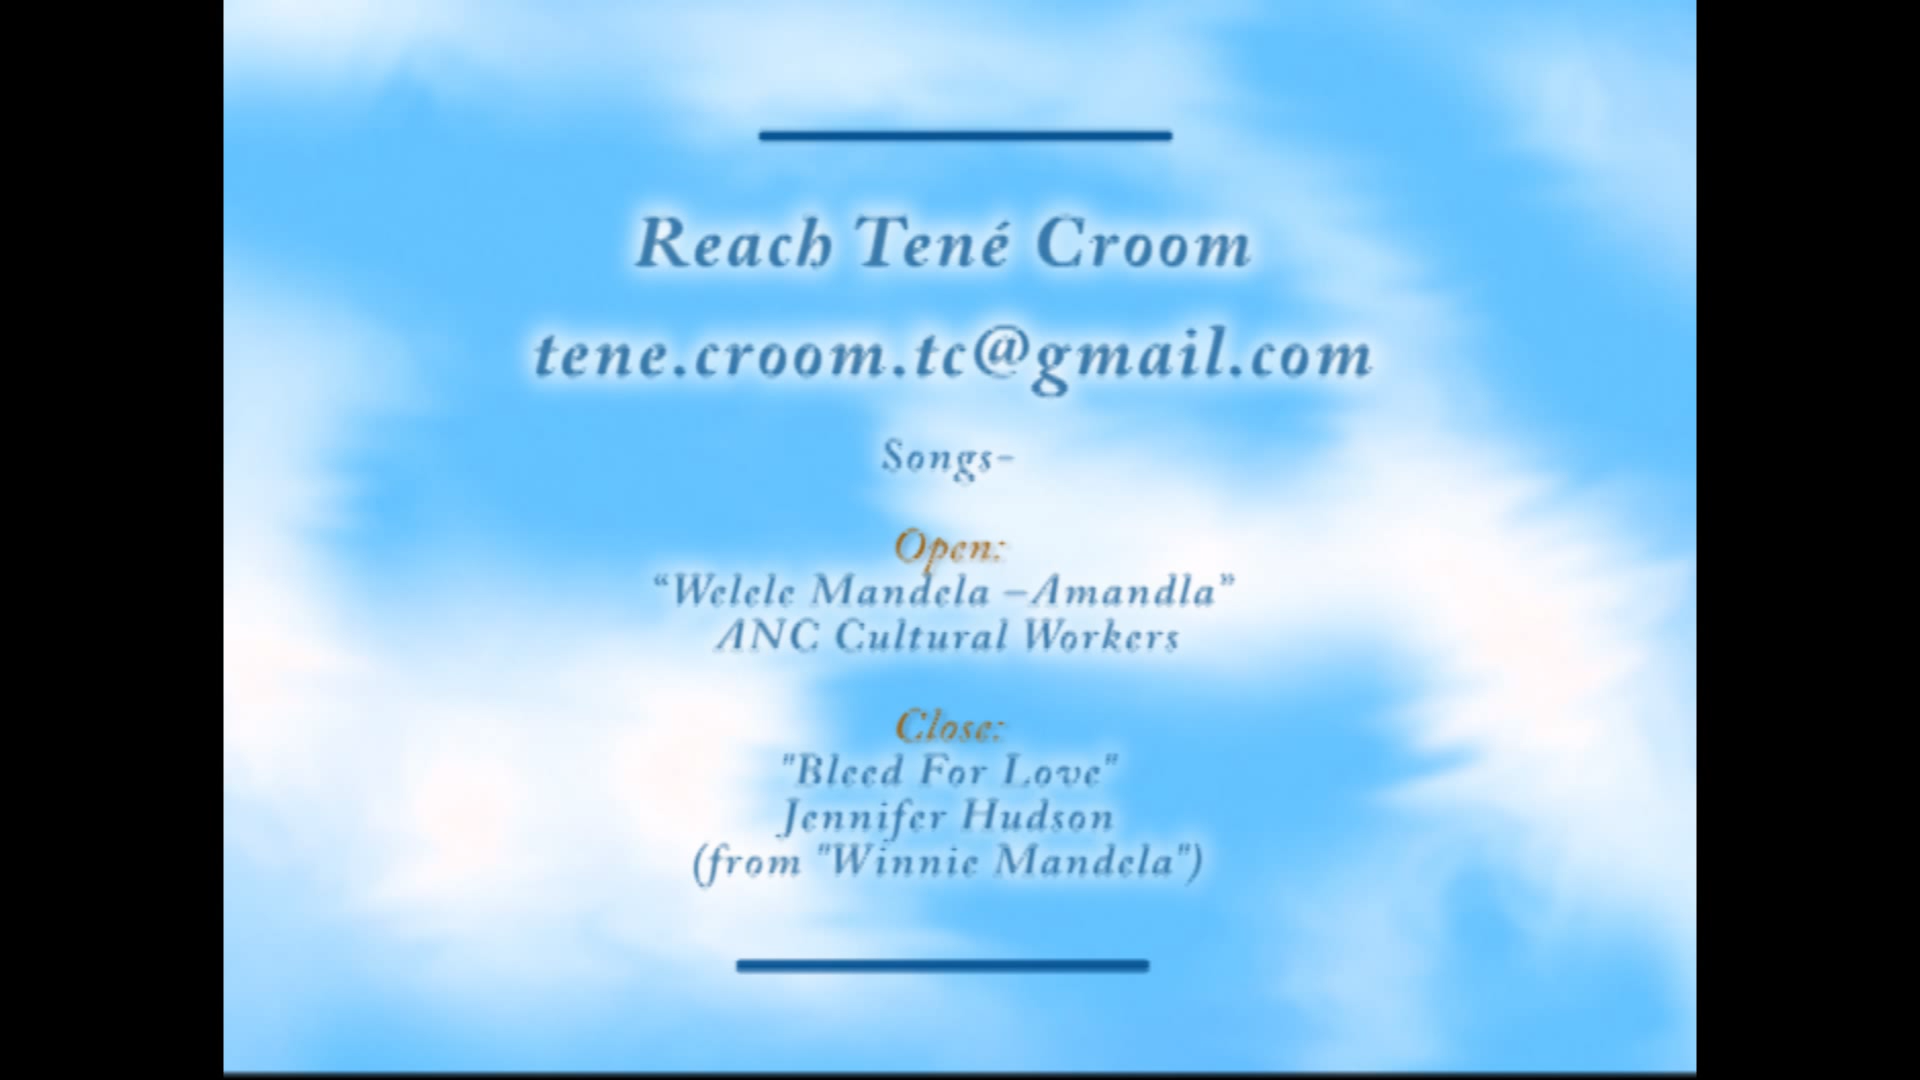 Reach Tené Croom
tene.croom.tc@gmail.com
Songs-
Open:
“Welele Mandela –Amandla”
ANC Cultural Workers
Close:
"Bleed For Love"
Jennifer Hudson
(from "Winnie Mandela")